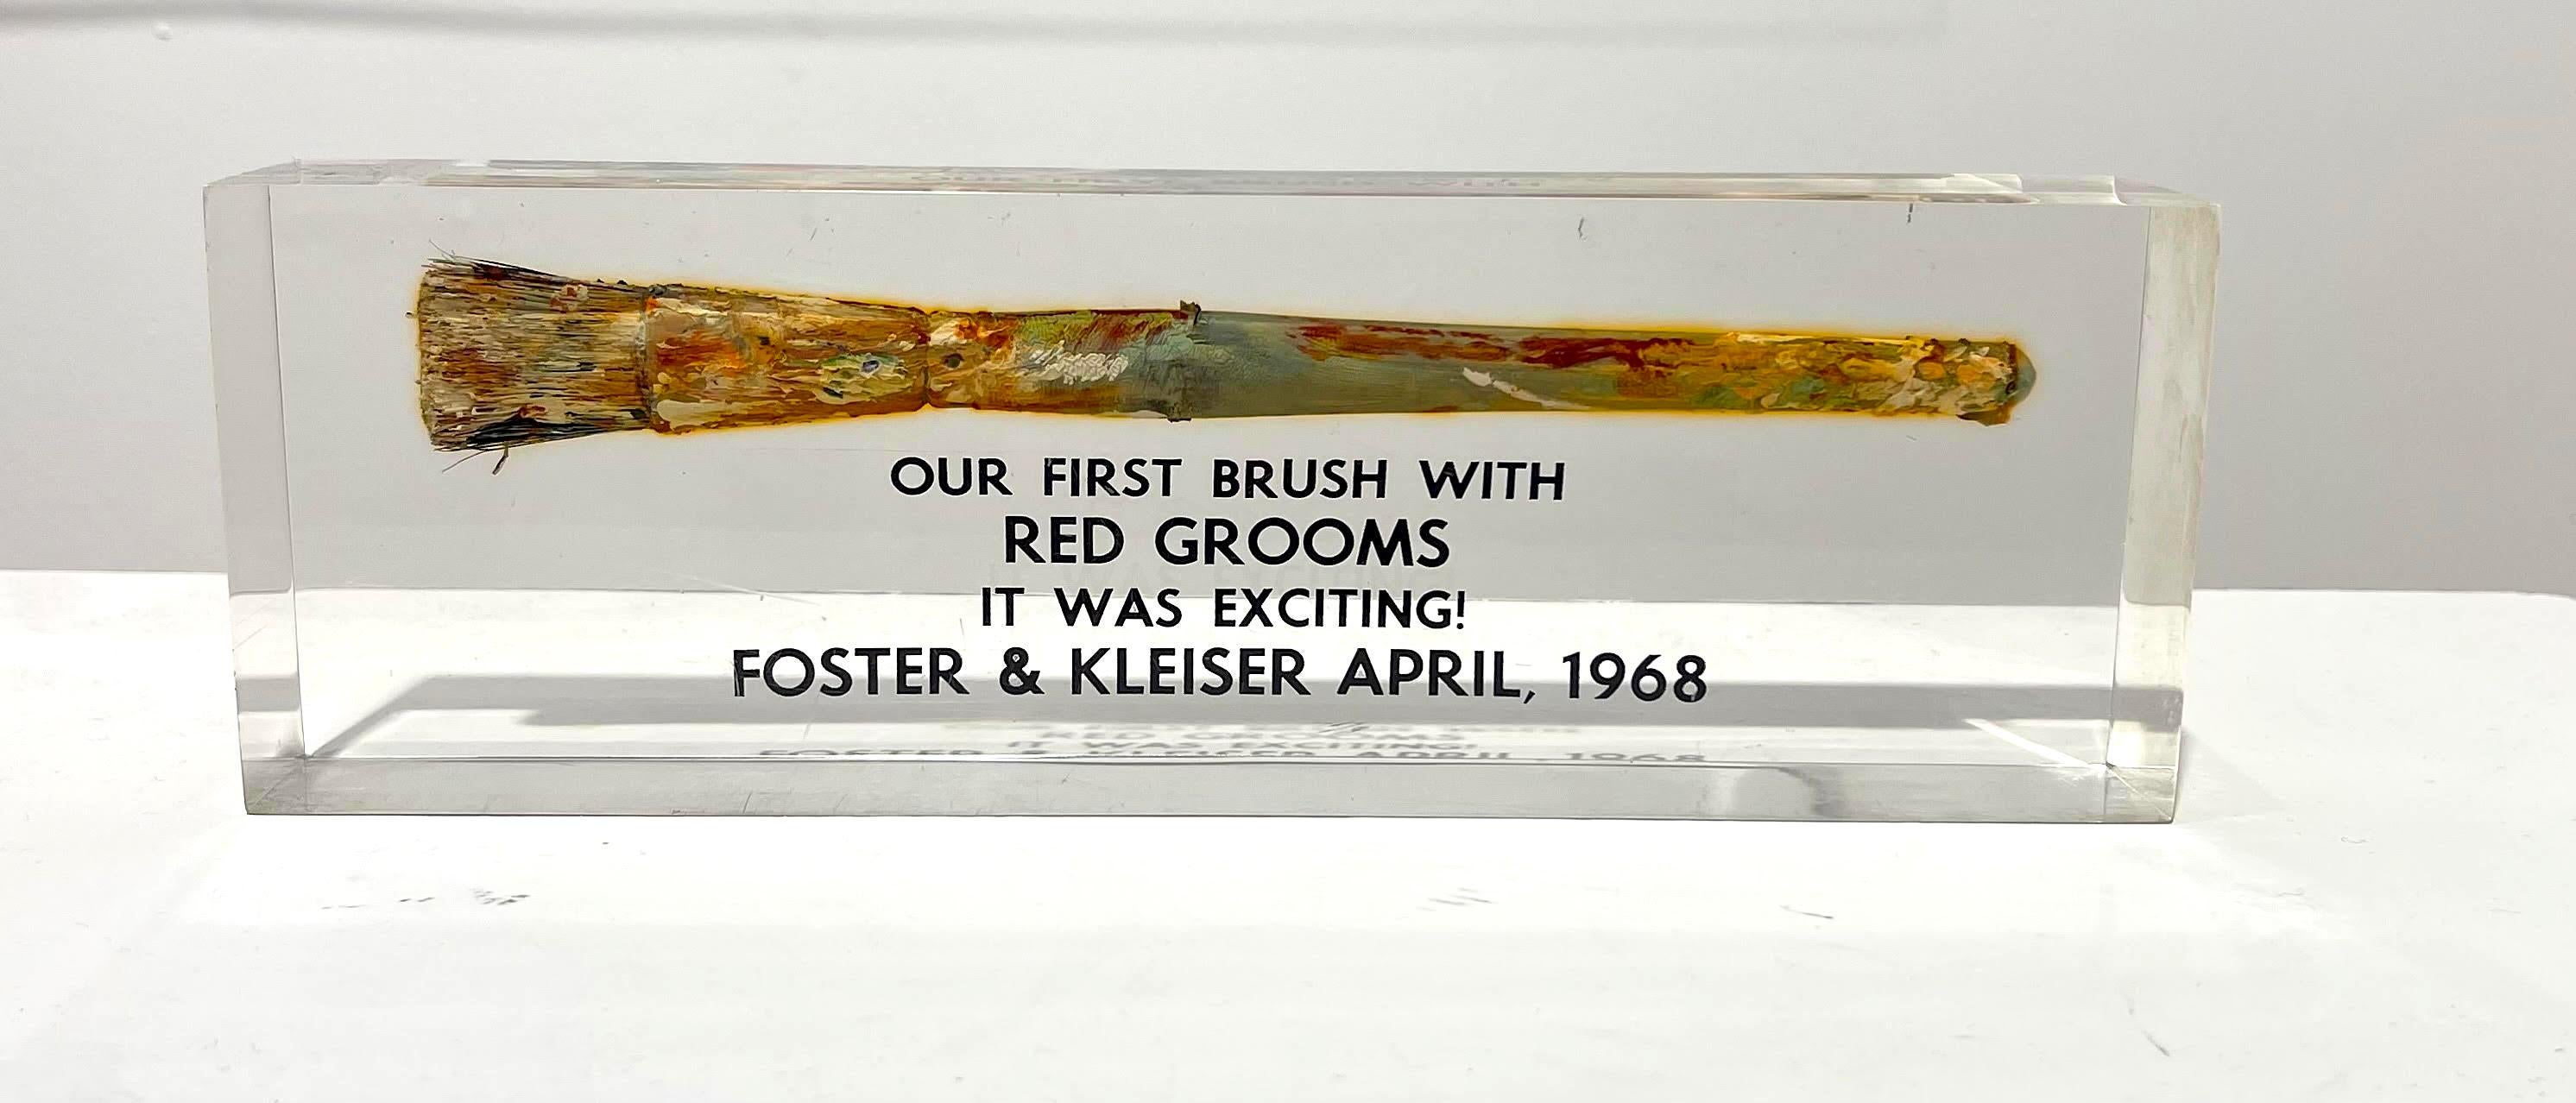 OUR FIRST BRUSH WITH
RED GROOMS
IT WAS EXCITING!
FOSTER & KLEISER APRIL, 1968